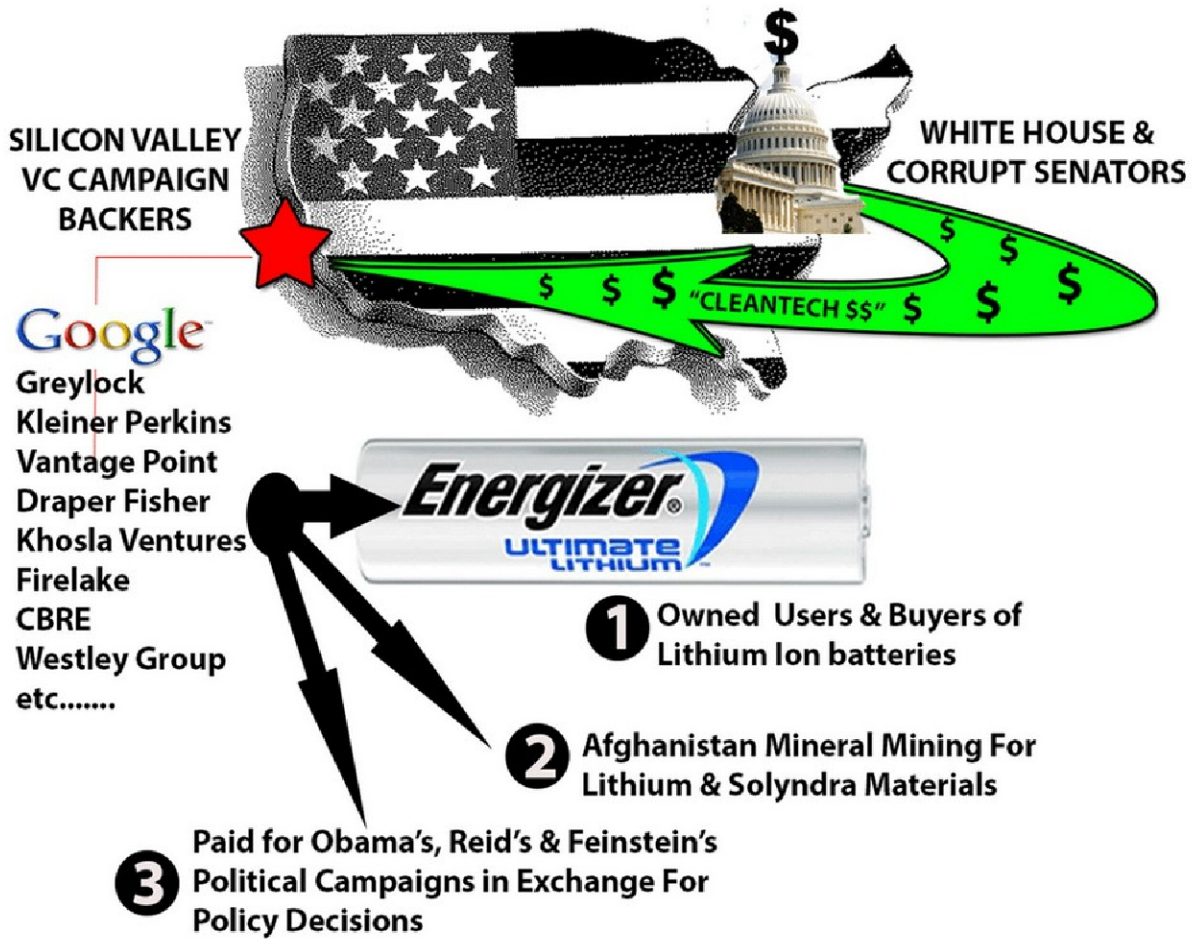 $
SILICON VALLEY
VC CAMPAIGN
BACKERS
WHITE HOUSE &
CORRUPT SENATORS
$ $ $
$ $ $ "CLEANTECH $$" $ $ $
Google™
Greylock
Kleiner Perkins
Vantage Point
Draper Fisher
Khosla Ventures
Firelake
CBRE
Westley Group
etc.......
Energizer®
ULTIMATE
LITHIUM™
1 Owned Users & Buyers of
Lithium Ion batteries
2 Afghanistan Mineral Mining For
Lithium & Solyndra Materials
3 Paid for Obama's, Reid's & Feinstein's
Political Campaigns in Exchange For
Policy Decisions